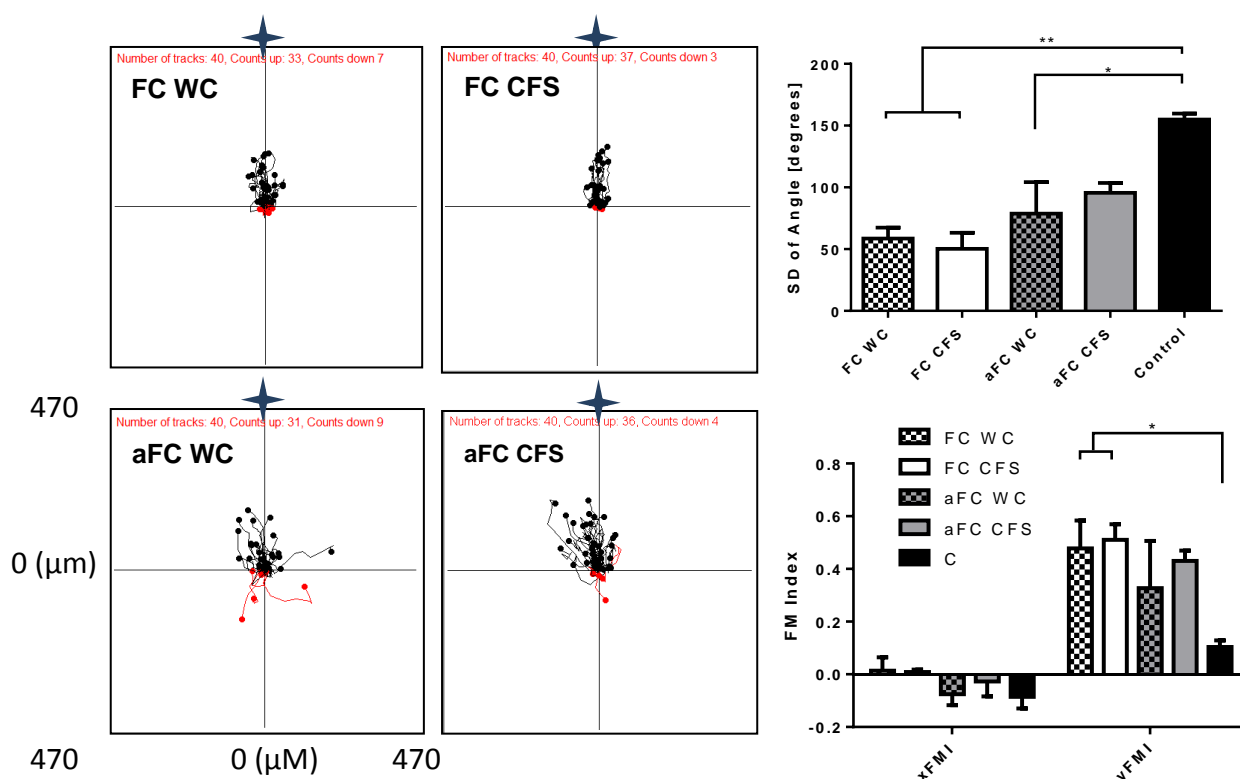 Number of tracks: 40, Counts up: 33, Counts down 7
FC WC
Number of tracks: 40, Counts up: 37, Counts down 3
FC CFS
470
Number of tracks: 40, Counts up: 31, Counts down 9
aFC WC
Number of tracks: 40, Counts up: 36, Counts down 4
aFC CFS
0 (µm)
470
0 (µM)
470
**
*
SD of Angle [degrees]
200
150
100
50
0
FC WC
FC CFS
aFC WC
aFC CFS
Control
FC WC
FC CFS
aFC WC
aFC CFS
C
*
FM Index
0.8
0.6
0.4
0.2
0.0
-0.2
xFMI
yFMI